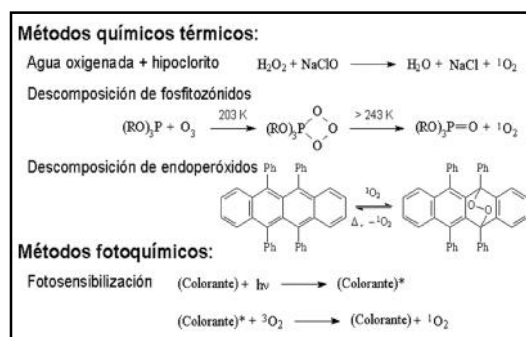 Métodos químicos térmicos:
Agua oxigenada + hipoclorito H₂O₂ + NaClO ⟶ H₂O + NaCl + ¹O₂
Descomposición de fosfitozónidos
(RO)₃P + O₃ 203 K ⟶ (RO)₃P O O O > 243 K ⟶ (RO)₃P=O + ¹O₂
Descomposición de endoperóxidos
Ph Ph Ph Ph
¹O₂
O-O
Δ, −¹O₂
Ph Ph Ph Ph
Métodos fotoquímicos:
Fotosensibilización (Colorante) + hν ⟶ (Colorante)*
(Colorante)* + ³O₂ ⟶ (Colorante) + ¹O₂